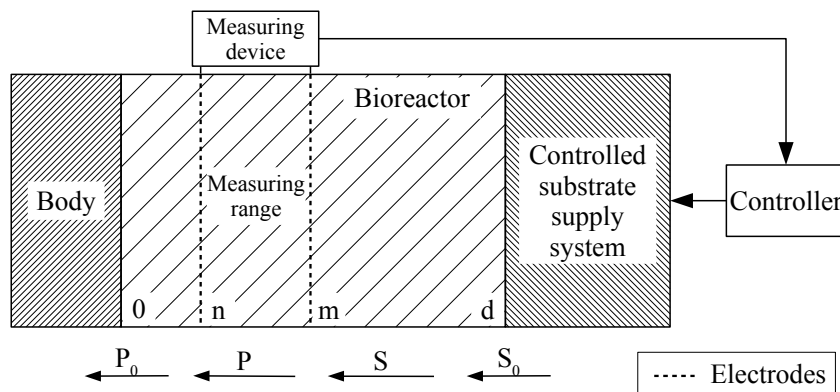 Measuring
device
Bioreactor
Body
Measuring
range
Controlled
substrate
supply
system
Controller
0 n m d
P₀ P S S₀
Electrodes